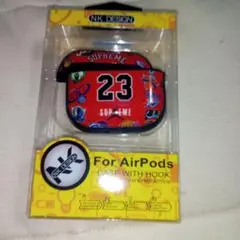 NK DESIGN
SUPREME
23
SUPREME
For AirPods
CASE WITH HOOK